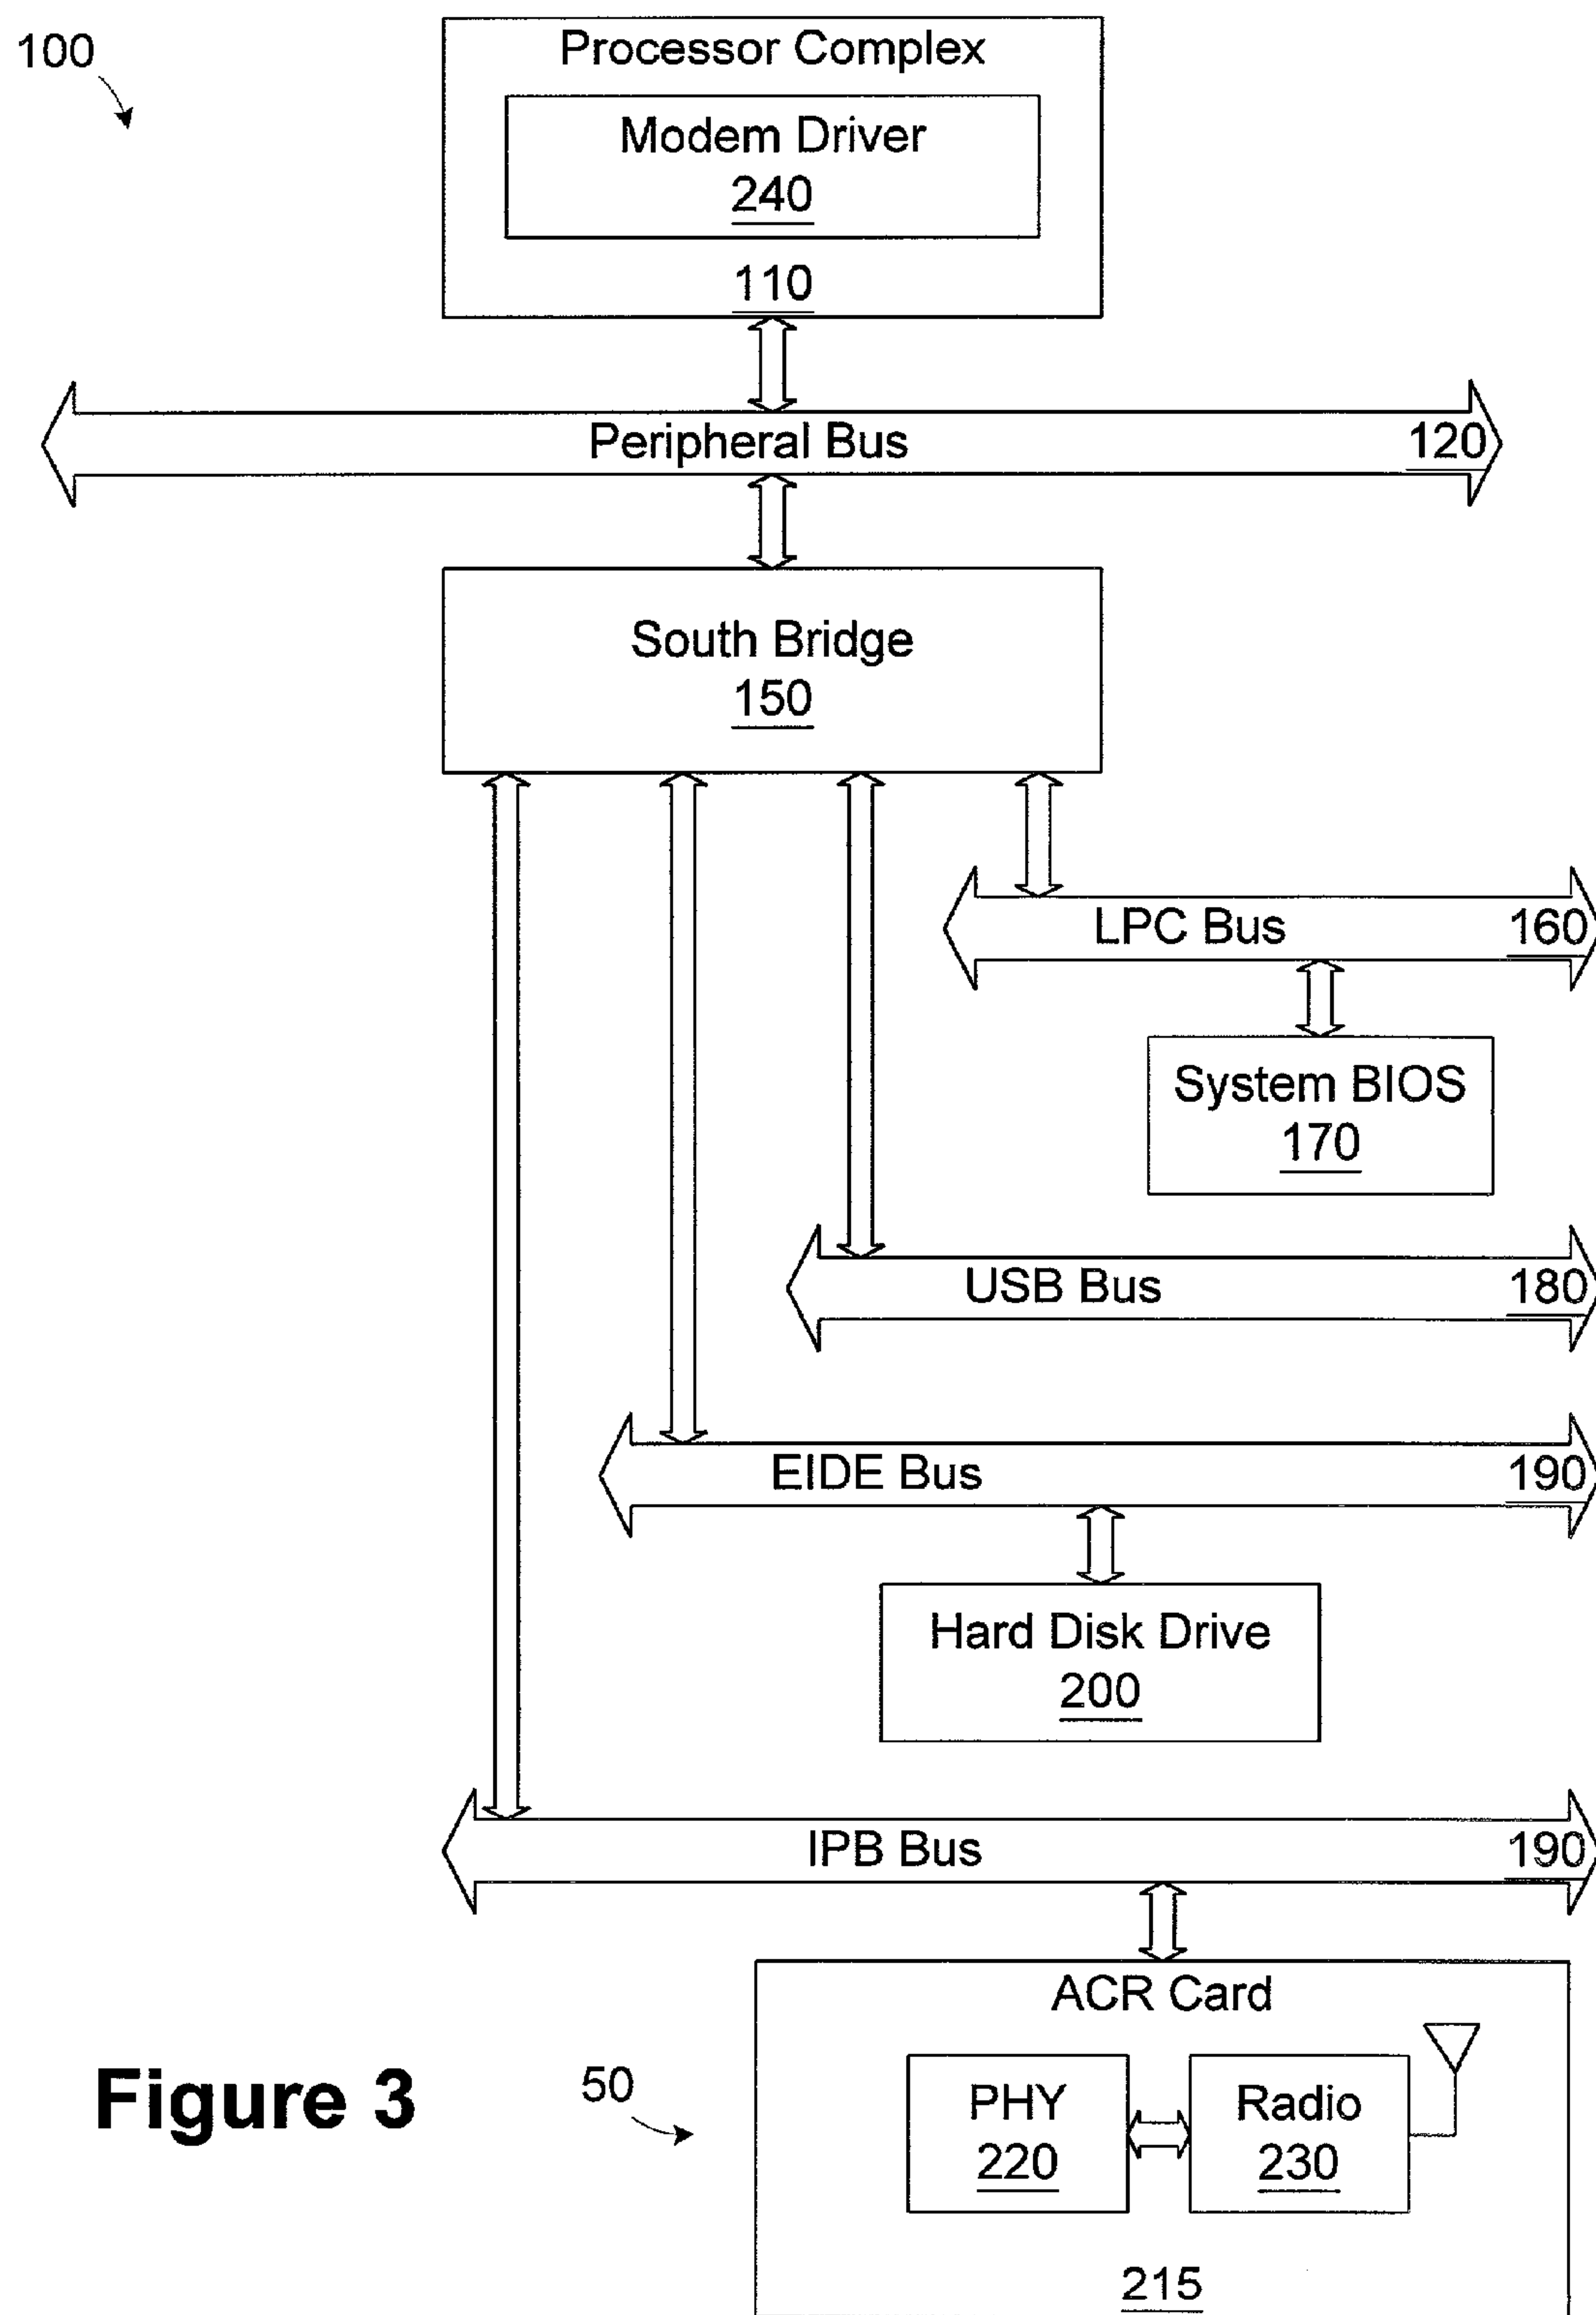 100
Processor Complex
Modem Driver
240
110
Peripheral Bus 120
South Bridge
150
LPC Bus 160
System BIOS
170
USB Bus 180
EIDE Bus 190
Hard Disk Drive
200
IPB Bus 190
ACR Card
Figure 3
50
PHY
220
Radio
230
215